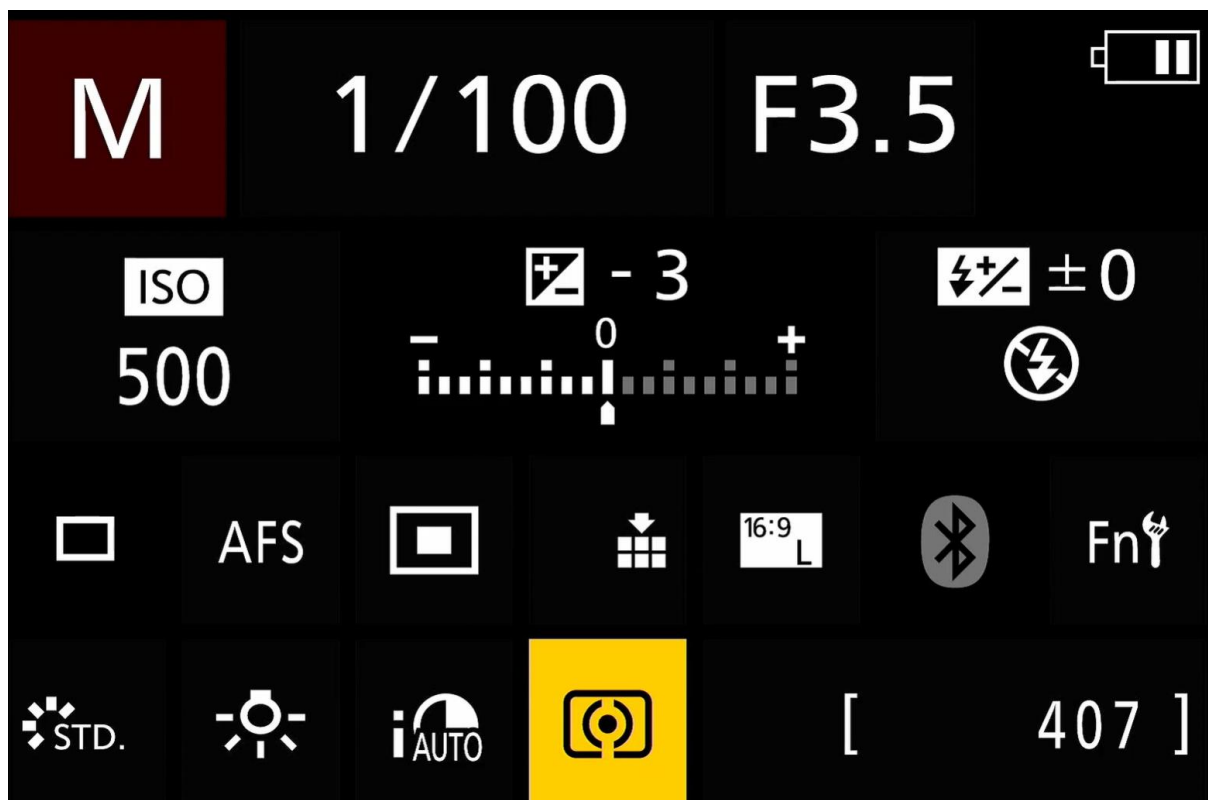 M 1/100 F3.5
ISO - 3 ±0
500 - 0 +
AFS 16:9 L Fn
STD. i AUTO [ 407 ]